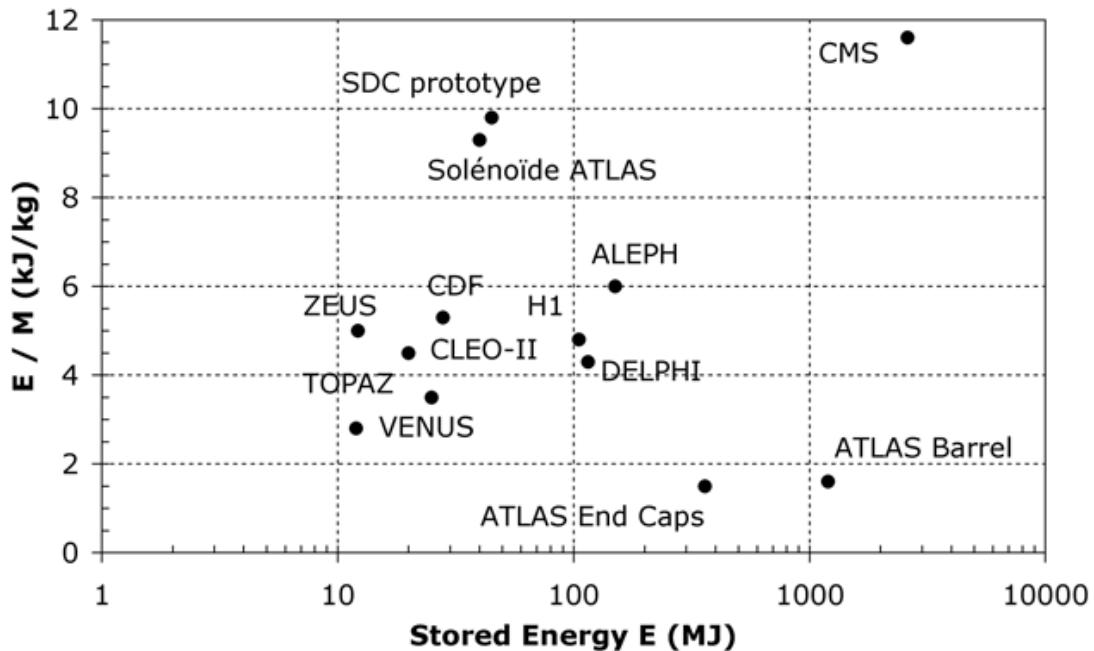 12
CMS
SDC prototype
10
Solénoïde ATLAS
8
E / M (kJ/kg)
ALEPH
6
CDF
ZEUS
H1
CLEO-II
4
TOPAZ
DELPHI
VENUS
2
ATLAS Barrel
ATLAS End Caps
0
1 10 100 1000 10000
Stored Energy E (MJ)